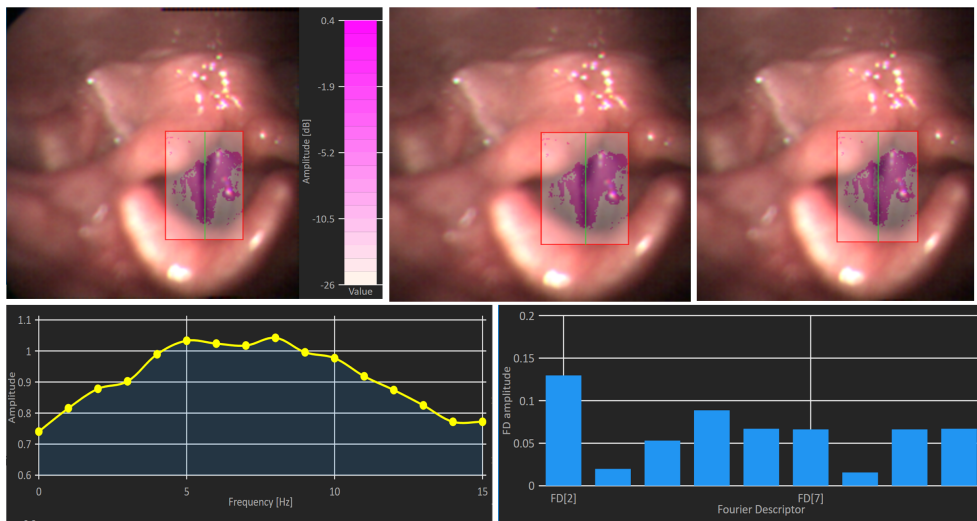 0.4
-1.9
-5.2
-10.5
-26
Amplitude [dB]
Value
1.1
1
0.9
0.8
0.7
0.6
Amplitude
0 5 10 15
Frequency [Hz]
0.2
0.15
0.1
0.05
0
FD amplitude
FD[2] FD[7]
Fourier Descriptor